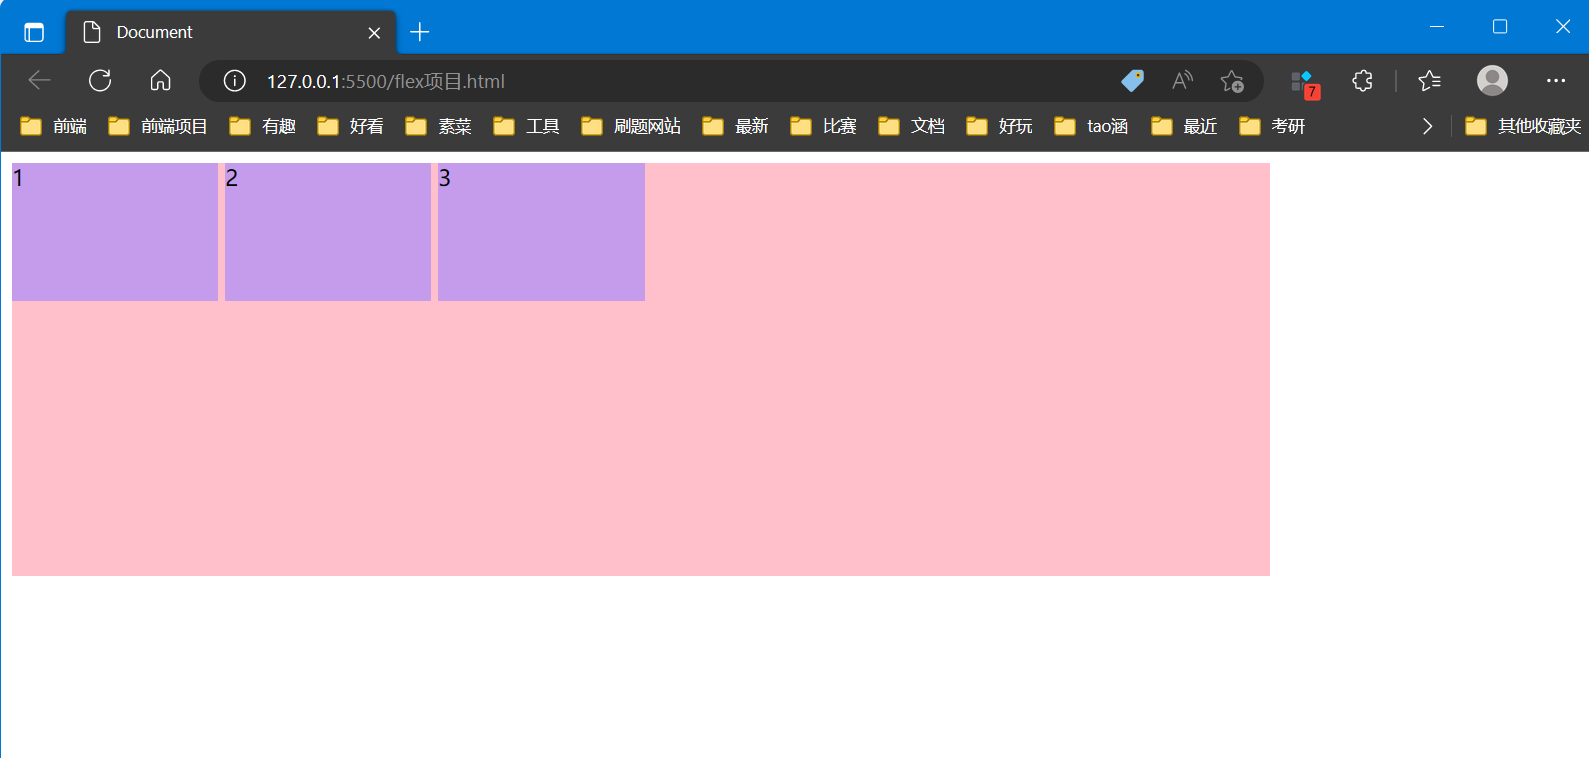 Document
127.0.0.1:5500/flex项目.html
7
前端 前端项目 有趣 好看 素菜 工具 刷题网站 最新 比赛 文档 好玩 tao涵 最近 考研 其他收藏夹
1 2 3